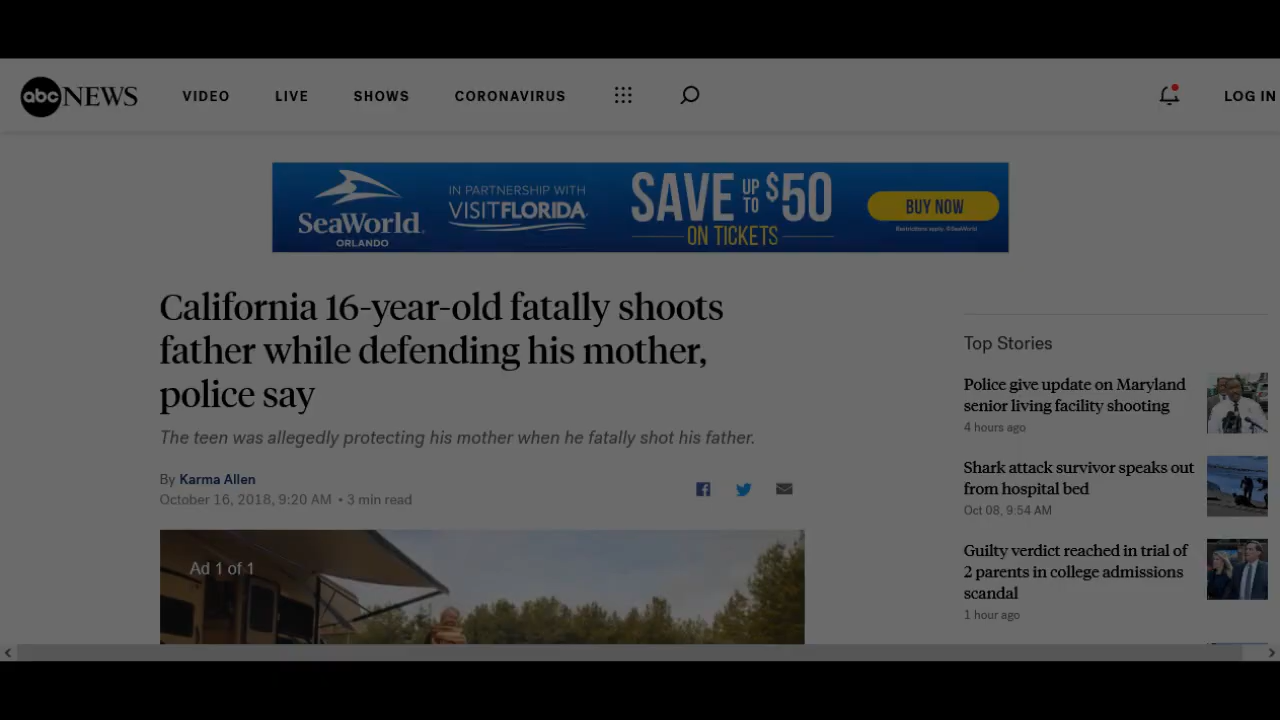 abc NEWS VIDEO LIVE SHOWS CORONAVIRUS LOG IN
SeaWorld
ORLANDO
IN PARTNERSHIP WITH
VISITFLORIDA
SAVE UP TO $50
ON TICKETS
BUY NOW
Restrictions apply. ©SeaWorld
California 16-year-old fatally shoots
father while defending his mother,
police say
The teen was allegedly protecting his mother when he fatally shot his father.
By Karma Allen
October 16, 2018, 9:20 AM • 3 min read
Ad 1 of 1
Top Stories
Police give update on Maryland
senior living facility shooting
4 hours ago
Shark attack survivor speaks out
from hospital bed
Oct 08, 9:54 AM
Guilty verdict reached in trial of
2 parents in college admissions
scandal
1 hour ago